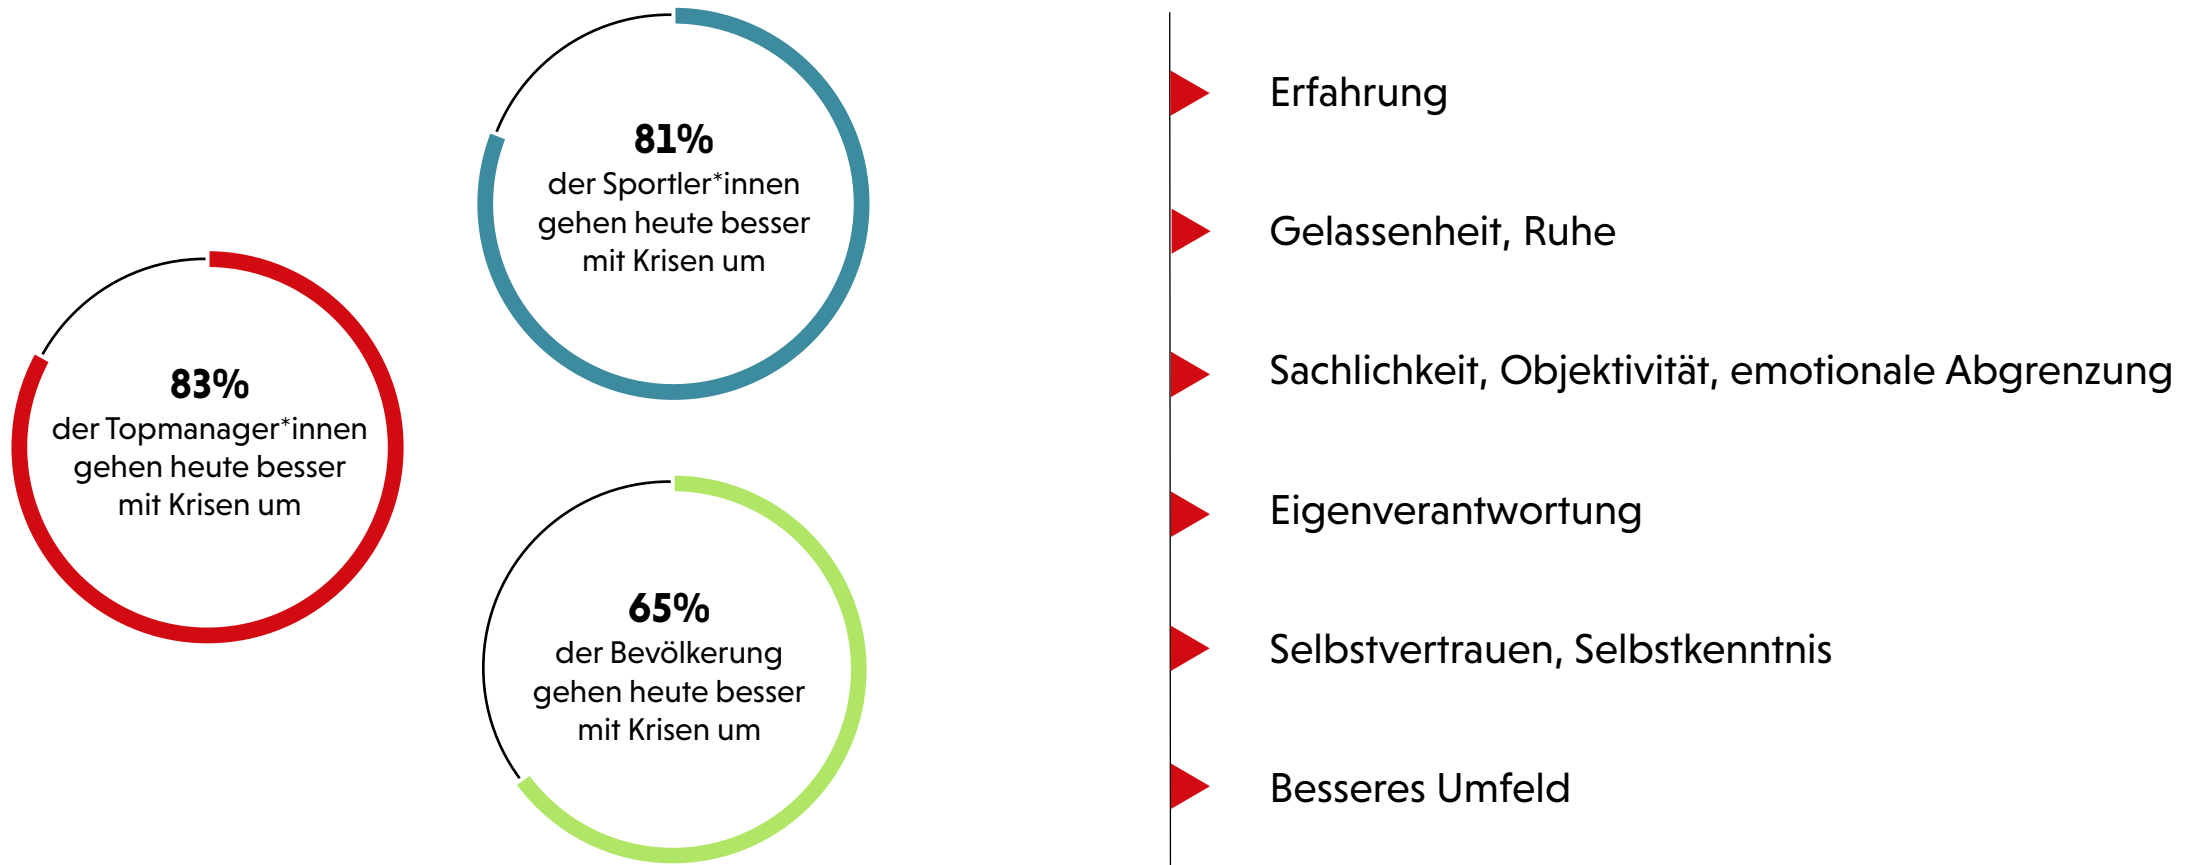 83%
der Topmanager*innen
gehen heute besser
mit Krisen um
81%
der Sportler*innen
gehen heute besser
mit Krisen um
65%
der Bevölkerung
gehen heute besser
mit Krisen um
Erfahrung
Gelassenheit, Ruhe
Sachlichkeit, Objektivität, emotionale Abgrenzung
Eigenverantwortung
Selbstvertrauen, Selbstkenntnis
Besseres Umfeld